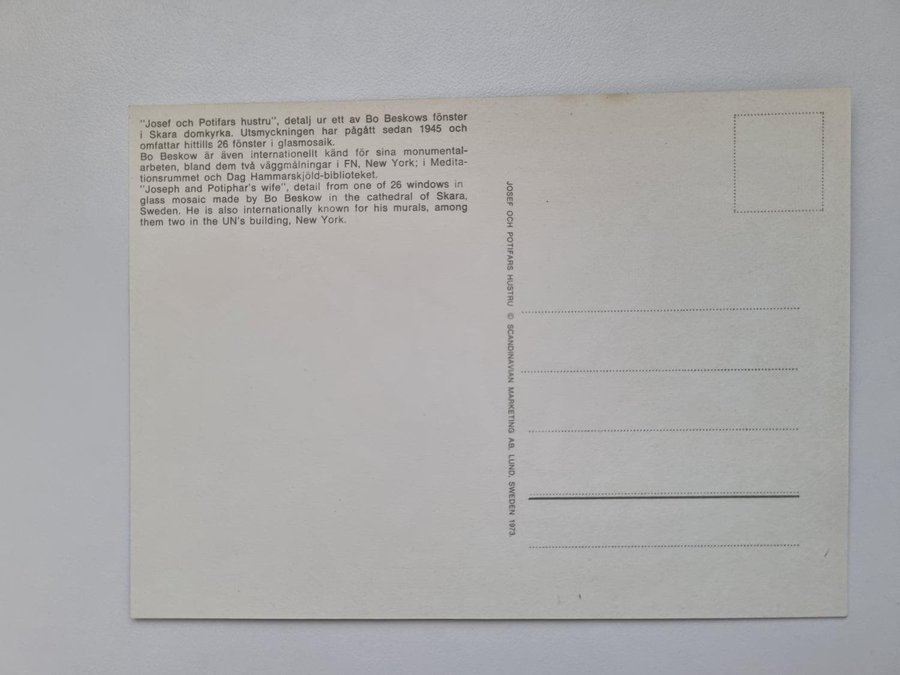 "Josef och Potifars hustru", detalj ur ett av Bo Beskows fönster
i Skara domkyrka. Utsmyckningen har pågått sedan 1945 och
omfattar hittills 26 fönster i glasmosaik.
Bo Beskow är även internationellt känd för sina monumental-
arbeten, bland dem två väggmålningar i FN, New York; i Medita-
tionsrummet och Dag Hammarskjöld-biblioteket.
"Joseph and Potiphar's wife", detail from one of 26 windows in
glass mosaic made by Bo Beskow in the cathedral of Skara,
Sweden. He is also internationally known for his murals, among
them two in the UN's building, New York.
JOSEF OCH POTIFARS HUSTRU © SCANDINAVIAN MARKETING AB, LUND, SWEDEN 1973.